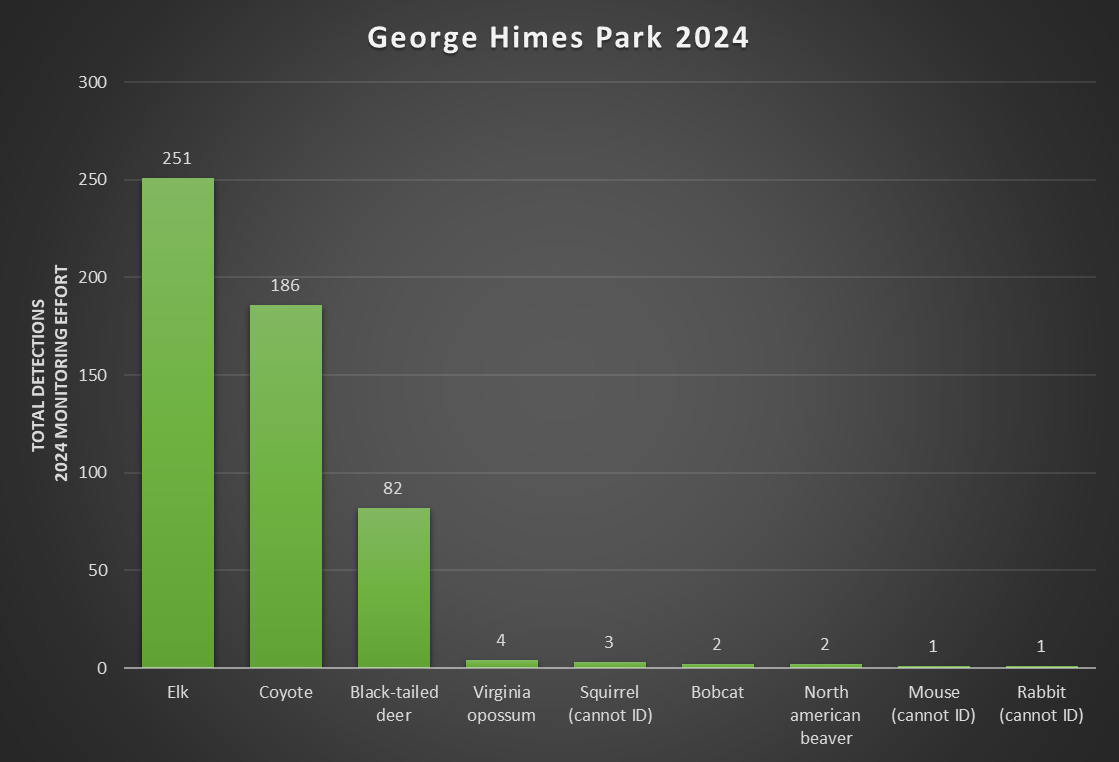 George Himes Park 2024
TOTAL DETECTIONS
2024 MONITORING EFFORT
300
250
200
150
100
50
0
251
186
82
4
3
2
2
1
1
Elk
Coyote
Black-tailed
deer
Virginia
opossum
Squirrel
(cannot ID)
Bobcat
North
american
beaver
Mouse
(cannot ID)
Rabbit
(cannot ID)